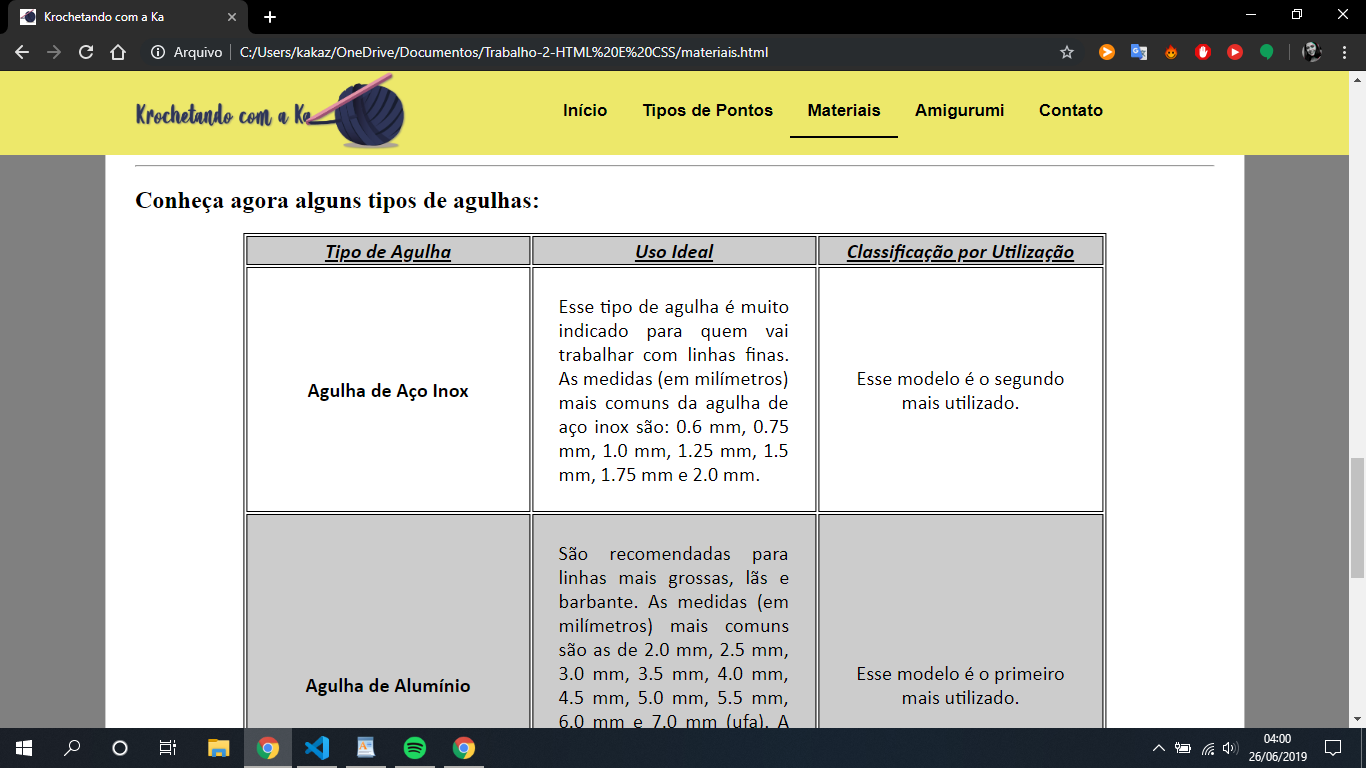 Krochetando com a Ka
Arquivo C:/Users/kakaz/OneDrive/Documentos/Trabalho-2-HTML%20E%20CSS/materiais.html
Krochetando com a Ka
Início Tipos de Pontos Materiais Amigurumi Contato
Conheça agora alguns tipos de agulhas:
Tipo de Agulha Uso Ideal Classificação por Utilização
Agulha de Aço Inox
Esse tipo de agulha é muito
indicado para quem vai
trabalhar com linhas finas.
As medidas (em milímetros)
mais comuns da agulha de
aço inox são: 0.6 mm, 0.75
mm, 1.0 mm, 1.25 mm, 1.5
mm, 1.75 mm e 2.0 mm.
Esse modelo é o segundo
mais utilizado.
Agulha de Alumínio
São recomendadas para
linhas mais grossas, lãs e
barbante. As medidas (em
milímetros) mais comuns
são as de 2.0 mm, 2.5 mm,
3.0 mm, 3.5 mm, 4.0 mm,
4.5 mm, 5.0 mm, 5.5 mm,
6.0 mm e 7.0 mm (ufa). A
Esse modelo é o primeiro
mais utilizado.
04:00
26/06/2019